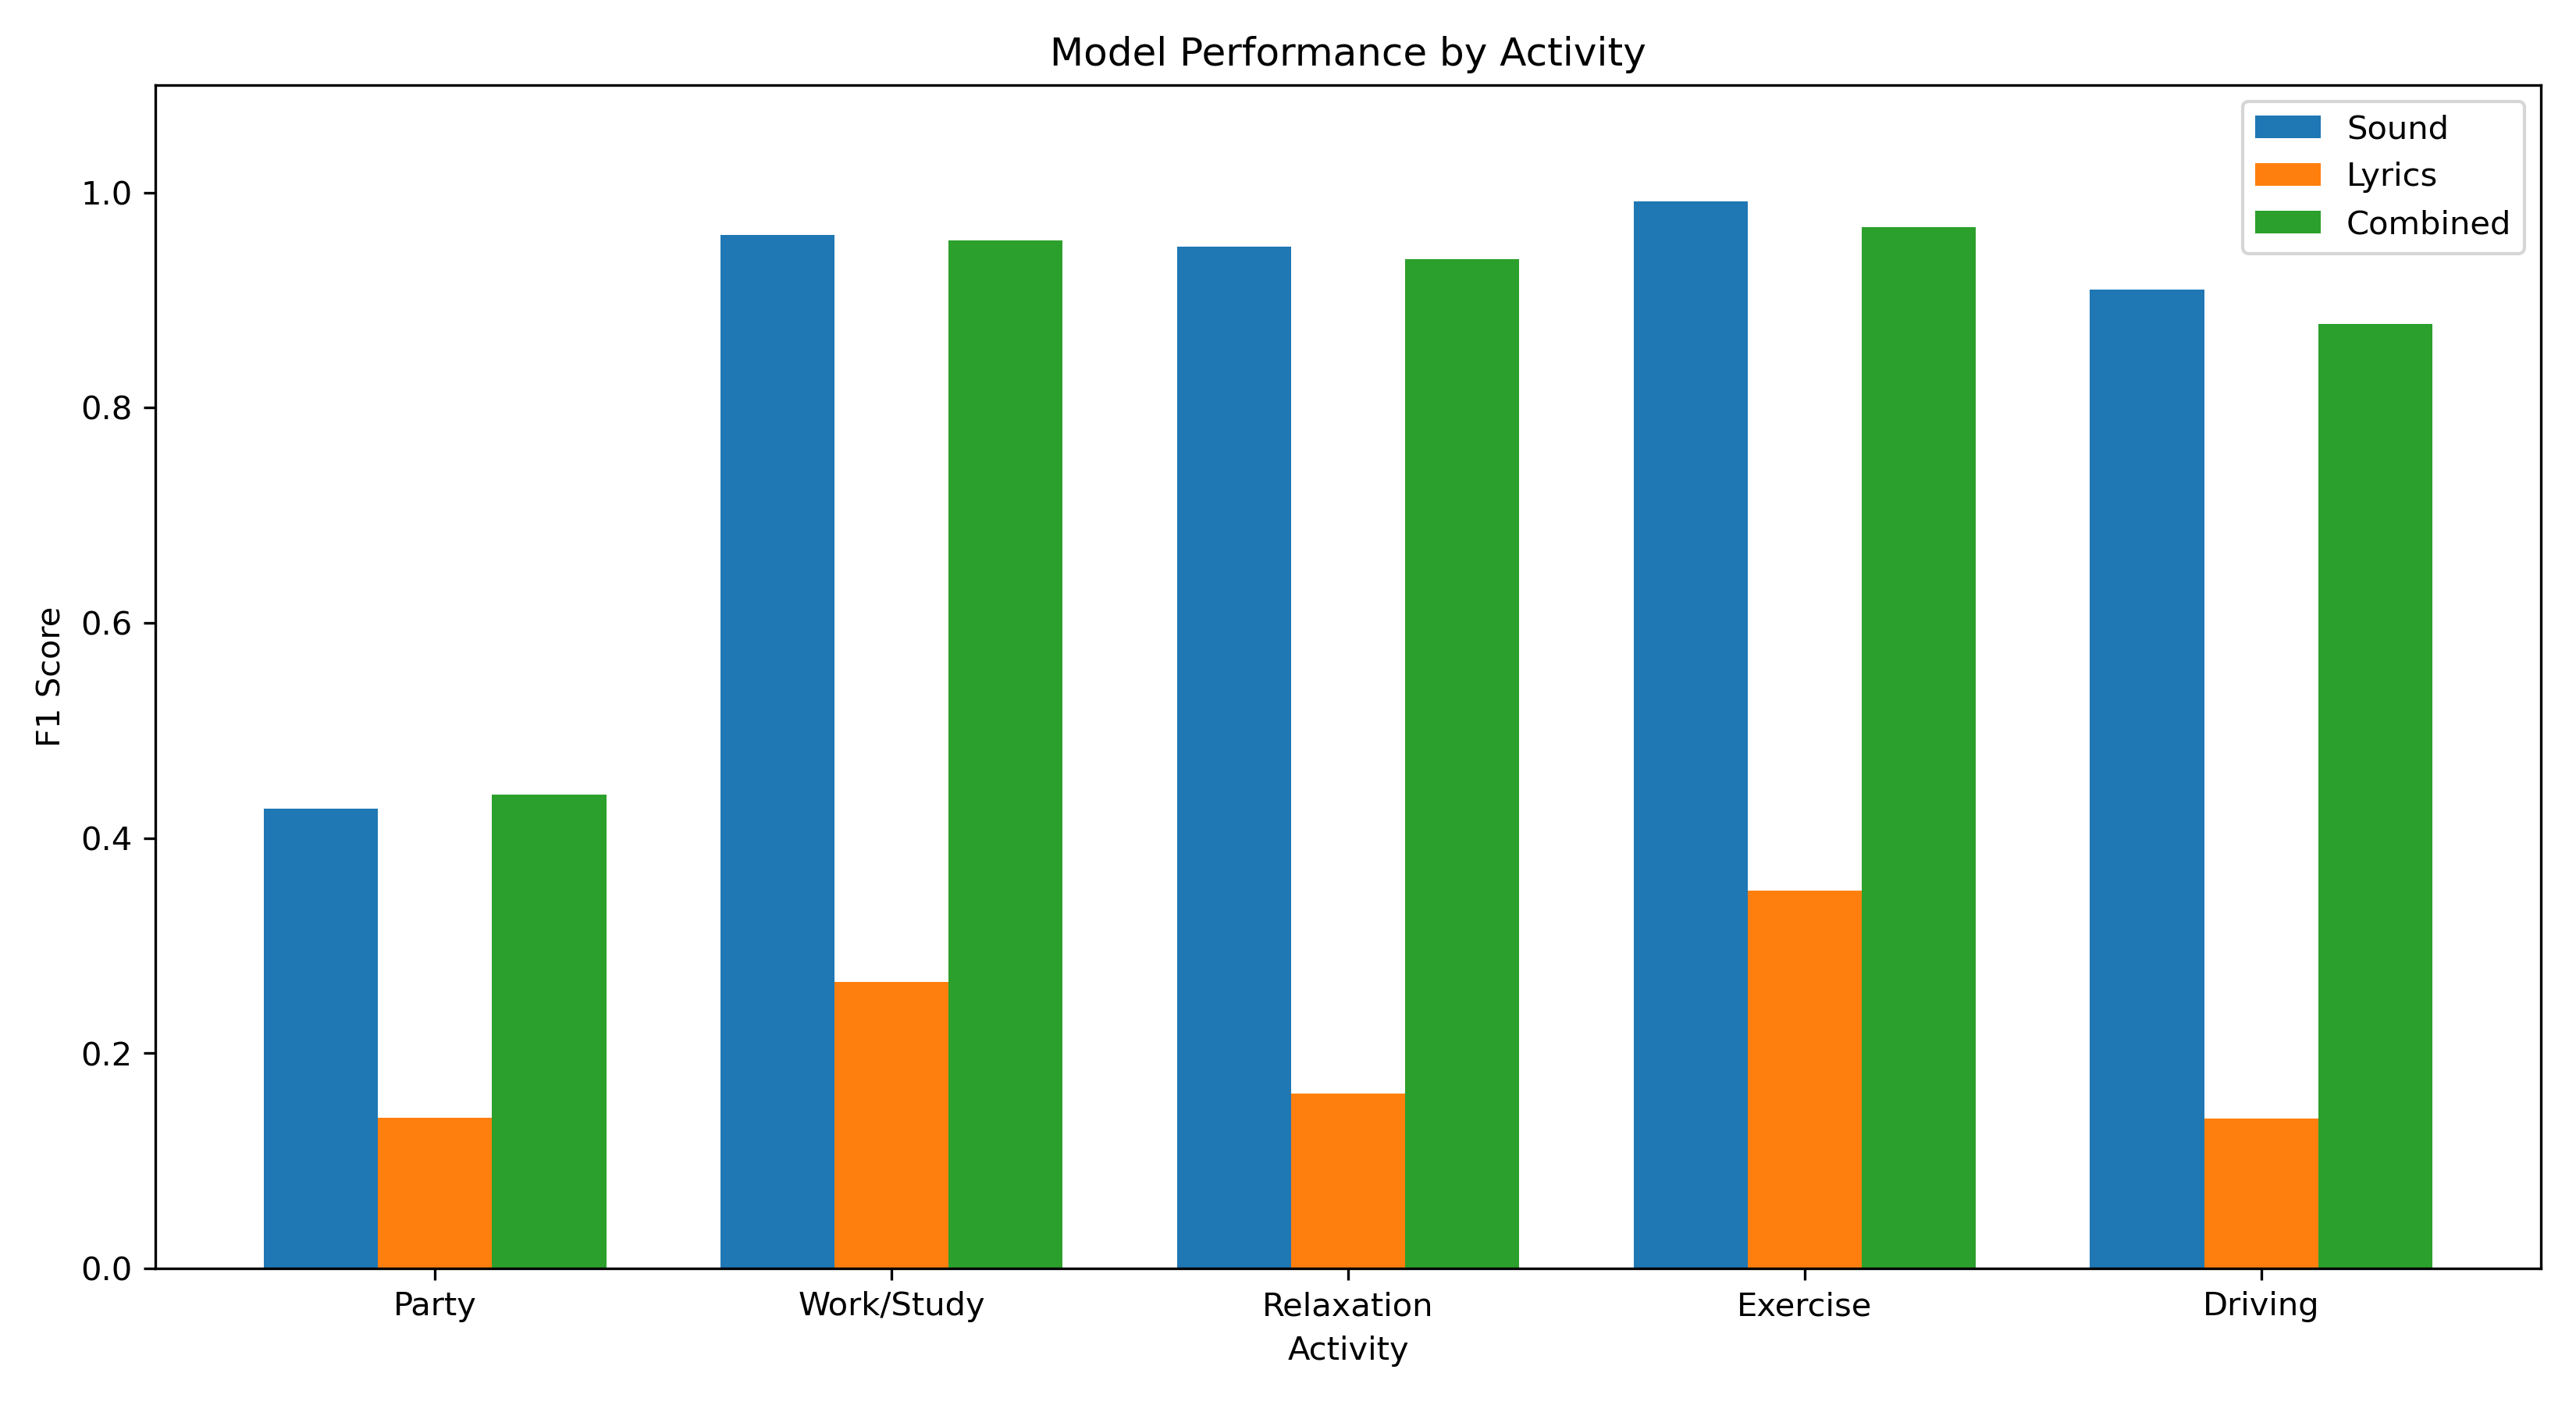 Model Performance by Activity
Sound
Lyrics
Combined
F1 Score
1.0
0.8
0.6
0.4
0.2
0.0
Party
Work/Study
Relaxation
Exercise
Driving
Activity